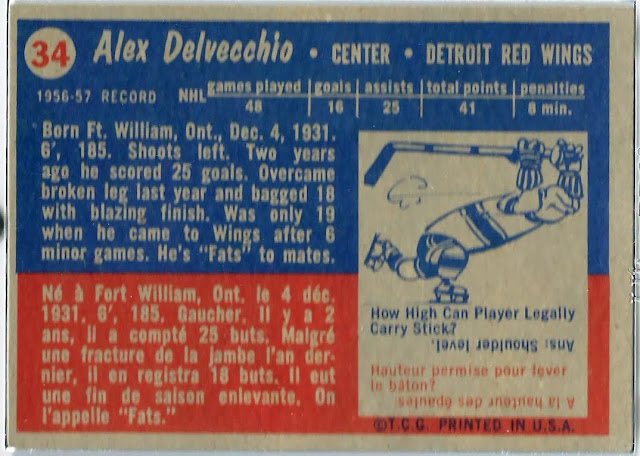 34 Alex Delvecchio • CENTER • DETROIT RED WINGS
1956-57 RECORD NHL games played goals assists total points penalties
48 16 25 41 8 min.
Born Ft. William, Ont., Dec. 4, 1931.
6', 185. Shoots left. Two years
ago he scored 25 goals. Overcame
broken leg last year and bagged 18
with blazing finish. Was only 19
when he came to Wings after 6
minor games. He's "Fats" to mates.
Né à Fort William, Ont. le 4 déc.
1931. 6', 185. Gaucher. Il y a 2
ans, il a compté 25 buts. Malgré
une fracture de la jambe l'an der-
nier, il en registra 18 buts. Il eut
une fin de saison enlevante. On
l'appelle "Fats."
How High Can Player Legally
Carry Stick?
Ans: Shoulder level.
Hauteur permise pour lever
le bâton?
A la hauteur des épaules.
©T.C.G. PRINTED IN U.S.A.